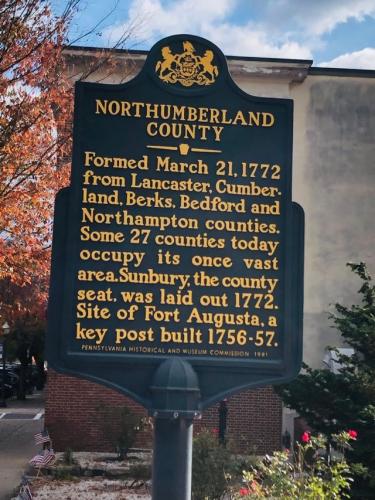 NORTHUMBERLAND
COUNTY
Formed March 21, 1772
from Lancaster, Cumber-
land, Berks, Bedford and
Northampton counties.
Some 27 counties today
occupy its once vast
area. Sunbury, the county
seat, was laid out 1772.
Site of Fort Augusta, a
key post built 1756-57.
PENNSYLVANIA HISTORICAL AND MUSEUM COMMISSION 1981